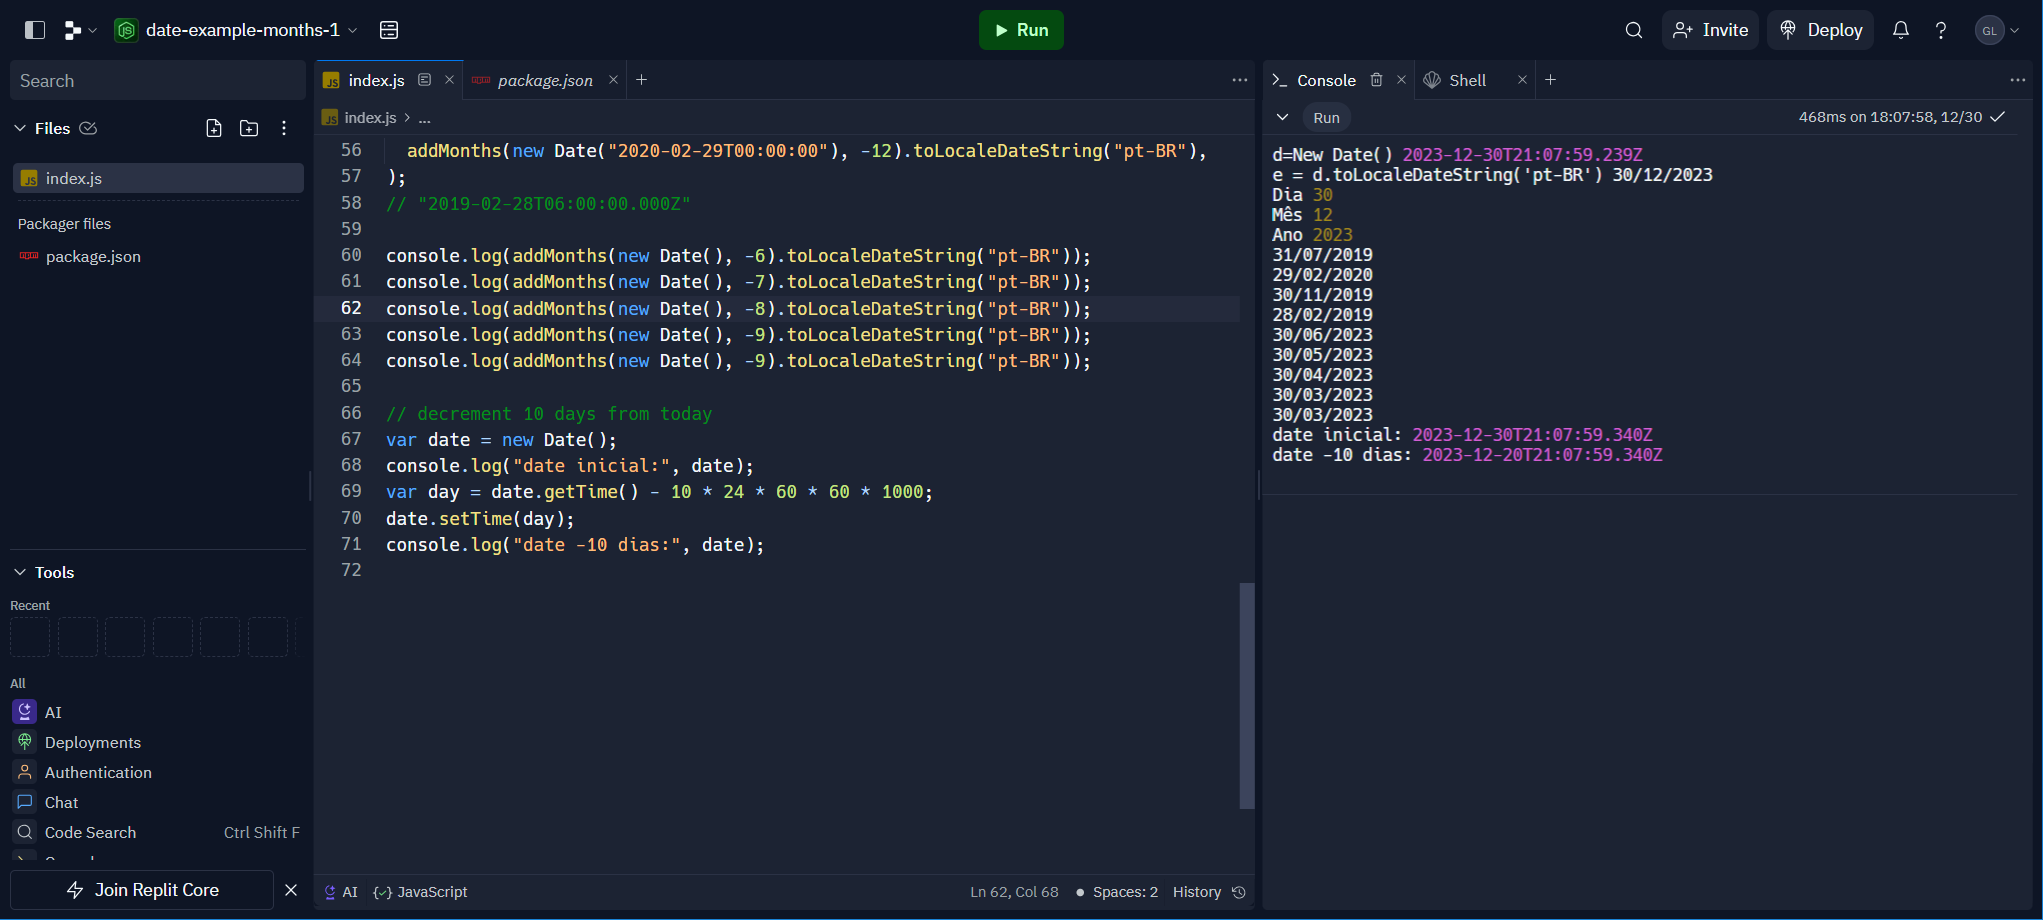 date-example-months-1
Run
Invite
Deploy
GL
Search
Files
index.js
Packager files
package.json
Tools
Recent
All
AI
Deployments
Authentication
Chat
Code Search Ctrl Shift F
Join Replit Core
index.js
package.json
index.js > ...
56 addMonths(new Date("2020-02-29T00:00:00"), -12).toLocaleDateString("pt-BR"),
57 );
58 // "2019-02-28T06:00:00.000Z"
59
60 console.log(addMonths(new Date(), -6).toLocaleDateString("pt-BR"));
61 console.log(addMonths(new Date(), -7).toLocaleDateString("pt-BR"));
62 console.log(addMonths(new Date(), -8).toLocaleDateString("pt-BR"));
63 console.log(addMonths(new Date(), -9).toLocaleDateString("pt-BR"));
64 console.log(addMonths(new Date(), -9).toLocaleDateString("pt-BR"));
65
66 // decrement 10 days from today
67 var date = new Date();
68 console.log("date inicial:", date);
69 var day = date.getTime() - 10 * 24 * 60 * 60 * 1000;
70 date.setTime(day);
71 console.log("date -10 dias:", date);
72
AI {✓} JavaScript Ln 62, Col 68 ● Spaces: 2 History
Console
Shell
Run 468ms on 18:07:58, 12/30
d=New Date() 2023-12-30T21:07:59.239Z
e = d.toLocaleDateString('pt-BR') 30/12/2023
Dia 30
Mês 12
Ano 2023
31/07/2019
29/02/2020
30/11/2019
28/02/2019
30/06/2023
30/05/2023
30/04/2023
30/03/2023
30/03/2023
date inicial: 2023-12-30T21:07:59.340Z
date -10 dias: 2023-12-20T21:07:59.340Z